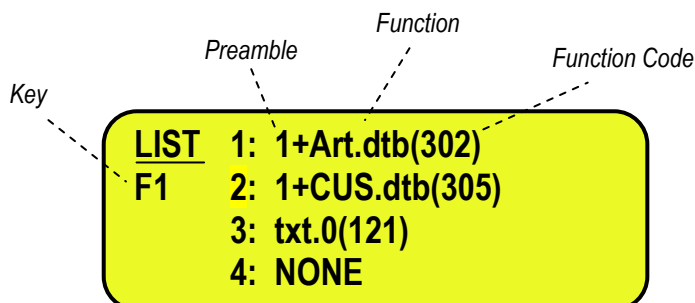 Function
Preamble
Function Code
Key
LIST 1: 1+Art.dtb(302)
F1 2: 1+CUS.dtb(305)
3: txt.0(121)
4: NONE